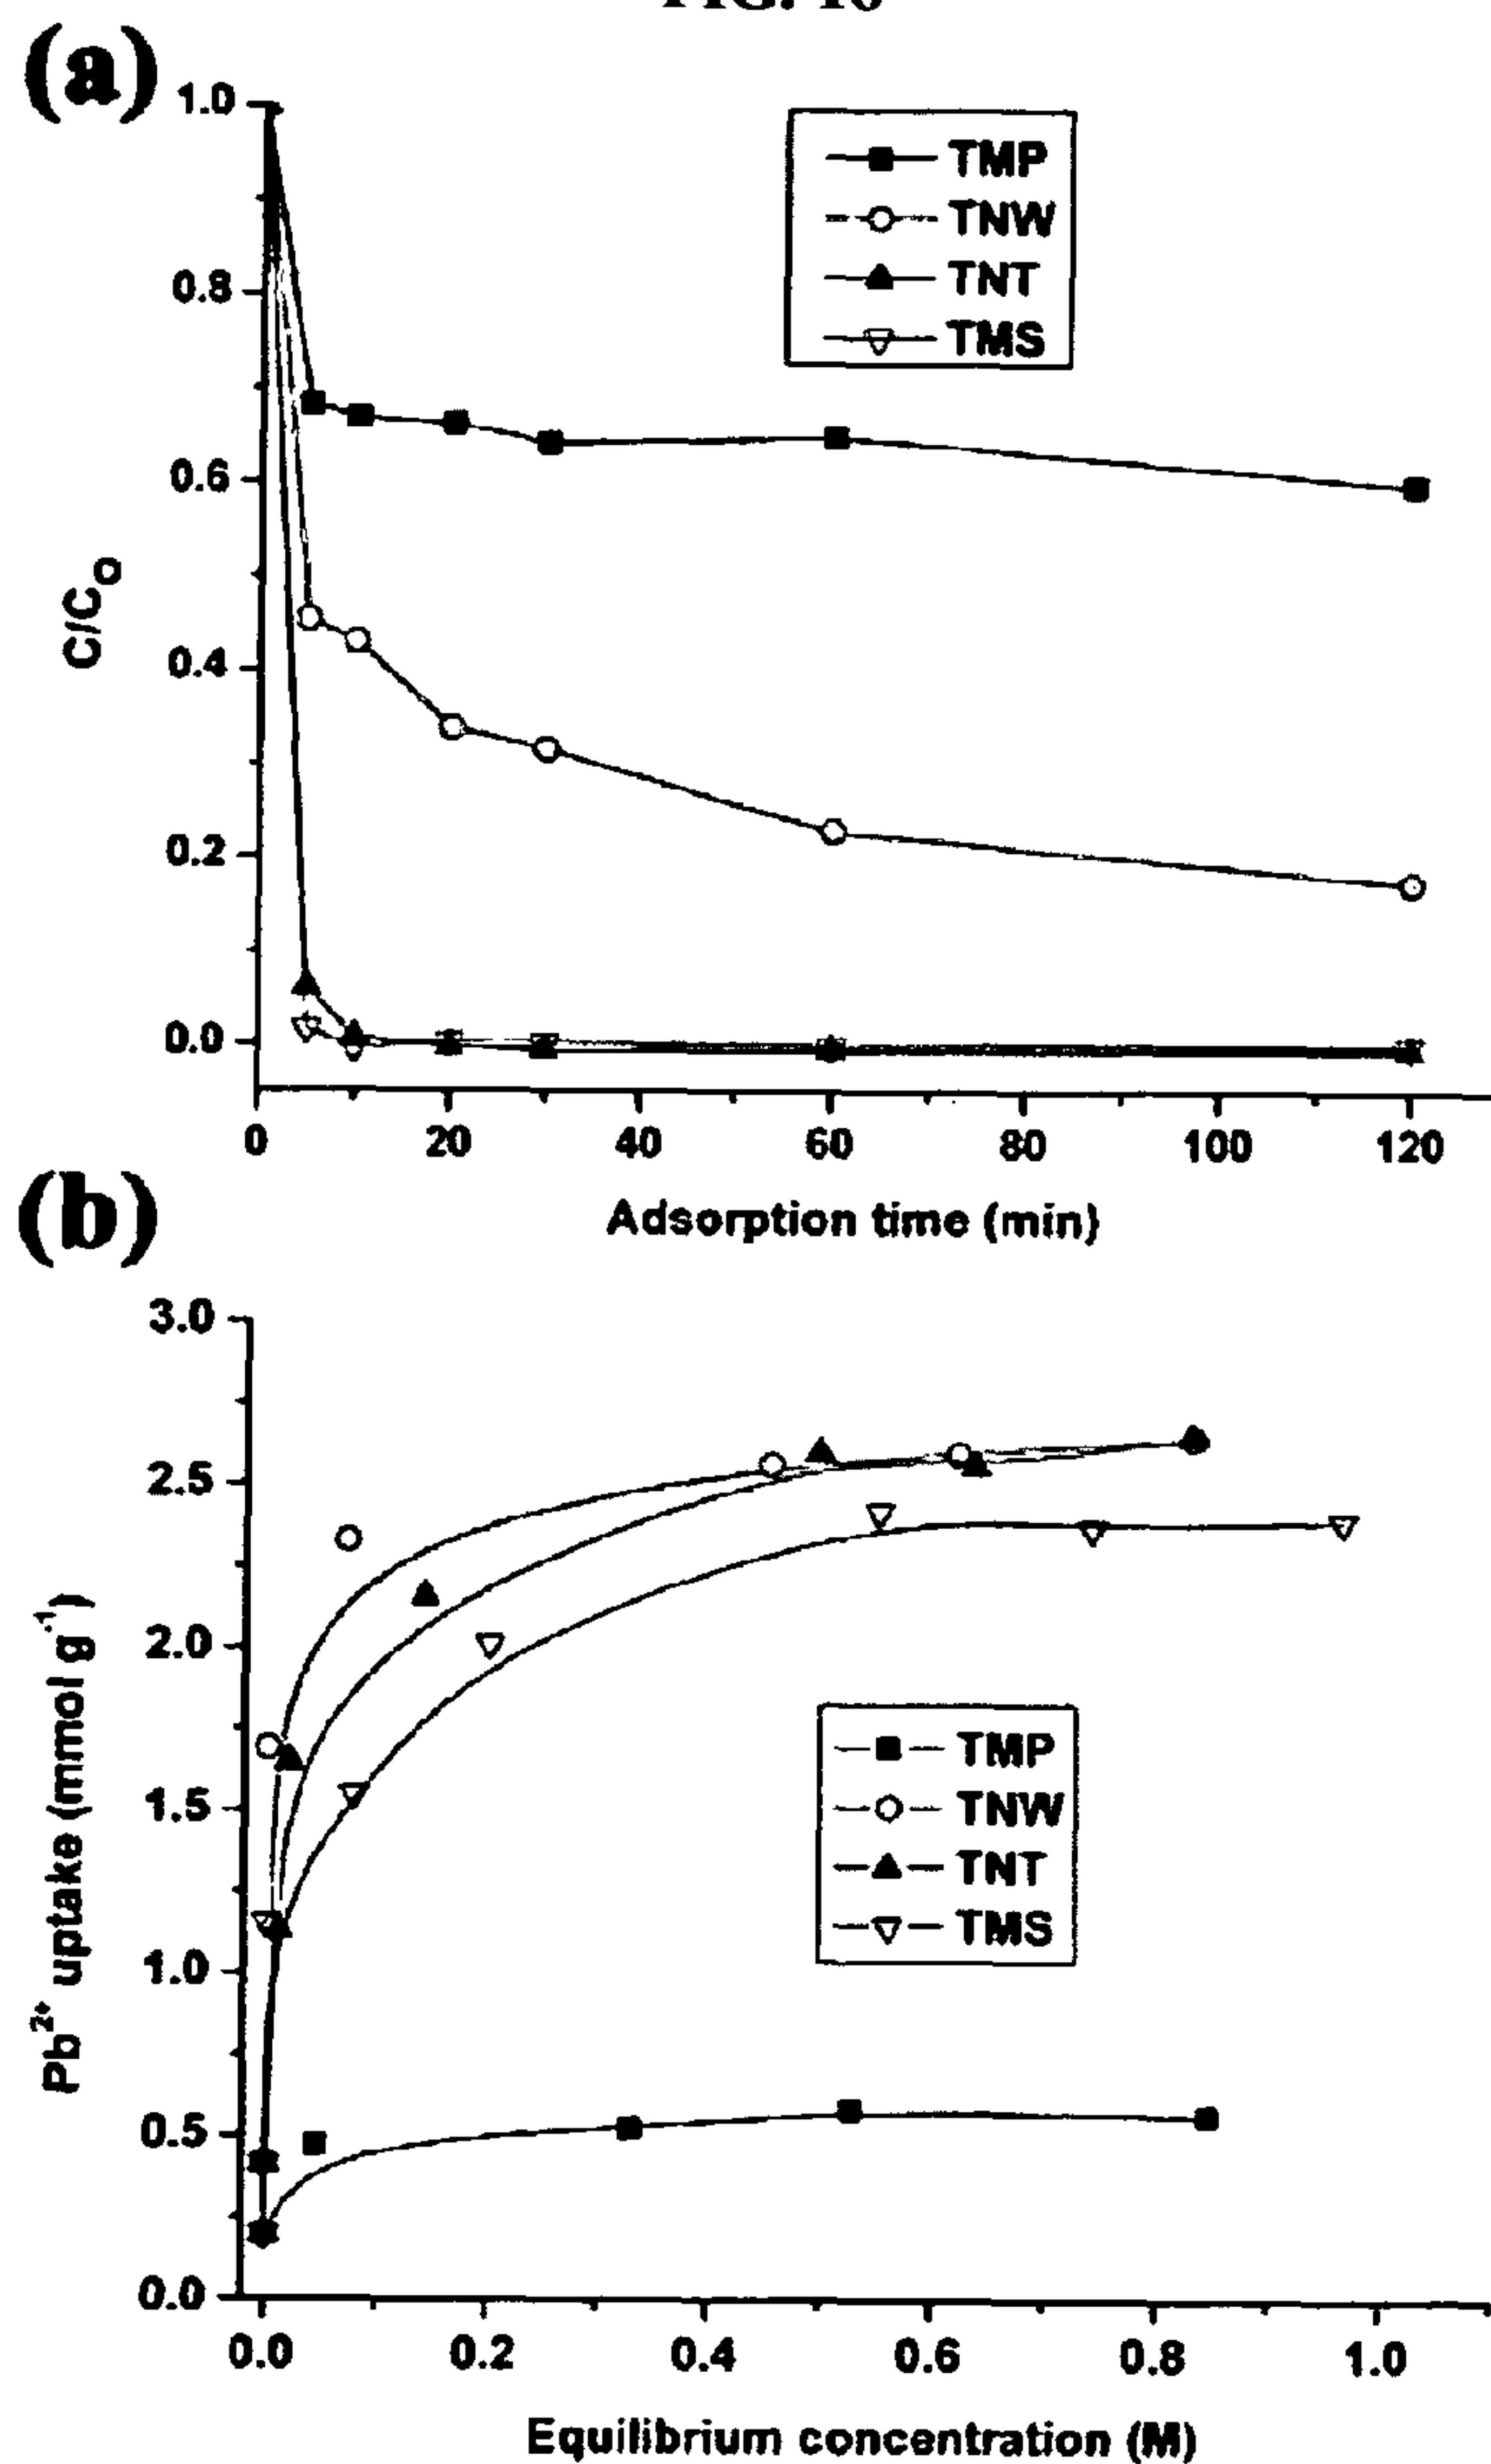 (a)
1.0
0.8
0.6
0.4
0.2
0.0
C/Co
TMP
TNW
TNT
TMS
0 20 40 60 80 100 120
Adsorption time (min)
(b)
3.0
2.5
2.0
1.5
1.0
0.5
0.0
Pb2+ uptake (mmol g-1)
TMP
TNW
TNT
TMS
0.0 0.2 0.4 0.6 0.8 1.0
Equilibrium concentration (M)